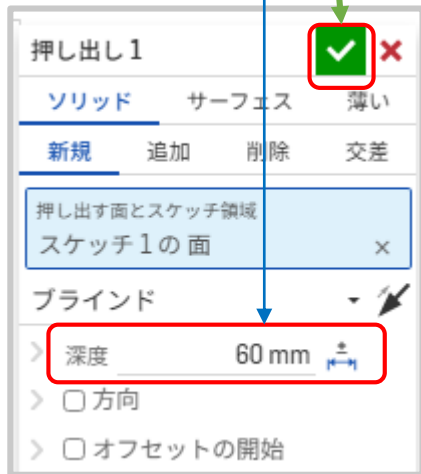 押し出し1
ソリッド サーフェス 薄い
新規 追加 削除 交差
押し出す面とスケッチ領域
スケッチ1の 面
ブラインド
深度 60 mm
方向
オフセットの開始